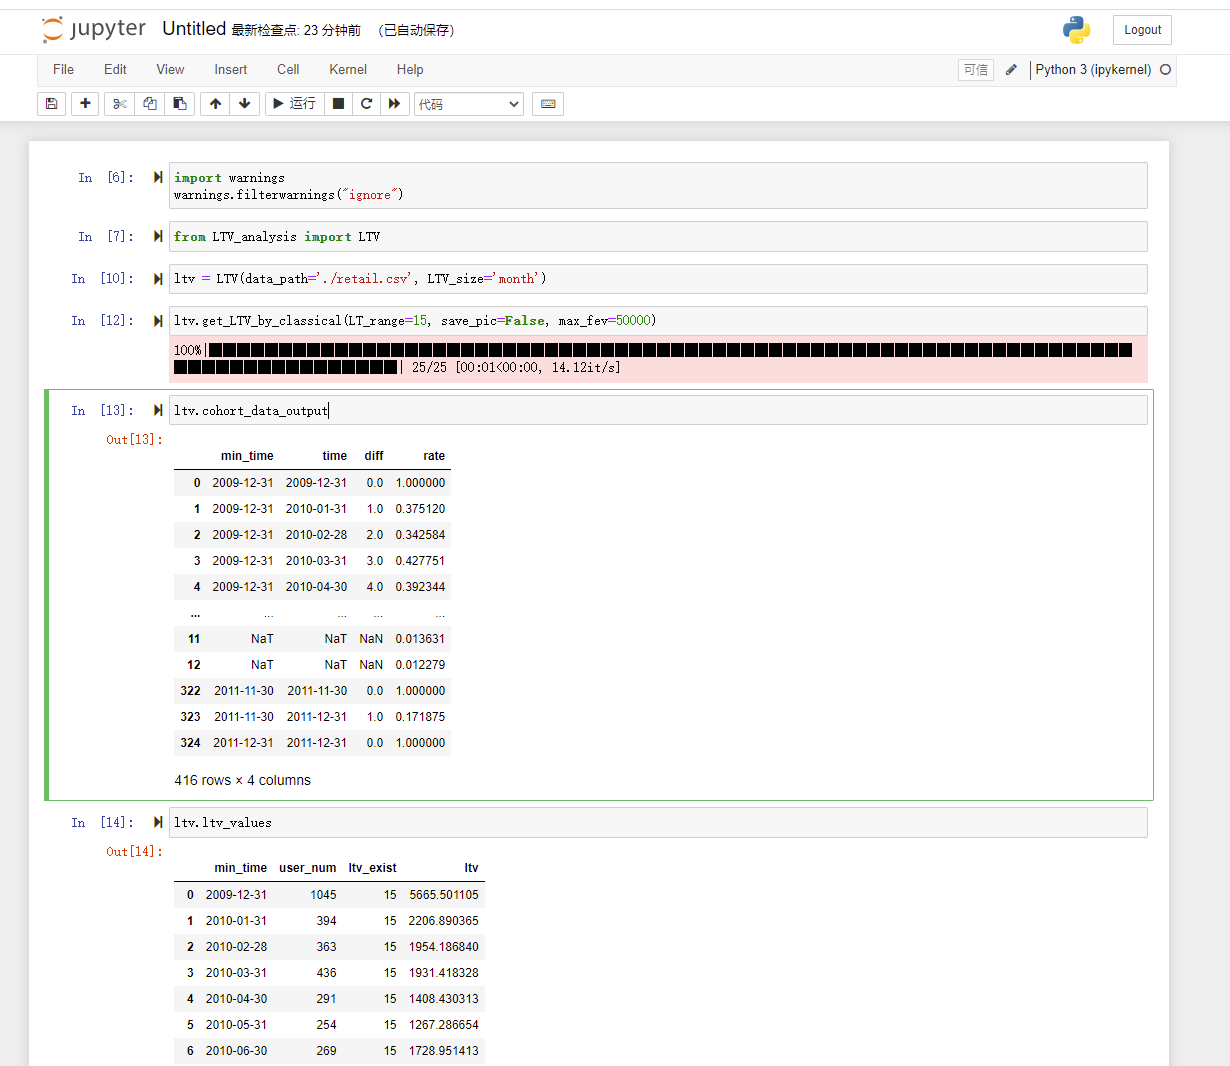 jupyter Untitled 最新检查点: 23 分钟前 (已自动保存) Logout
File Edit View Insert Cell Kernel Help 可信 Python 3 (ipykernel)
运行 代码
In [6]: import warnings
warnings.filterwarnings("ignore")
In [7]: from LTV_analysis import LTV
In [10]: ltv = LTV(data_path='./retail.csv', LTV_size='month')
In [12]: ltv.get_LTV_by_classical(LT_range=15, save_pic=False, max_fev=50000)
100%|
| 25/25 [00:01<00:00, 14.12it/s]
In [13]: ltv.cohort_data_output
Out[13]:
min_time time diff rate
0 2009-12-31 2009-12-31 0.0 1.000000
1 2009-12-31 2010-01-31 1.0 0.375120
2 2009-12-31 2010-02-28 2.0 0.342584
3 2009-12-31 2010-03-31 3.0 0.427751
4 2009-12-31 2010-04-30 4.0 0.392344
... ... ... ... ...
11 NaT NaT NaN 0.013631
12 NaT NaT NaN 0.012279
322 2011-11-30 2011-11-30 0.0 1.000000
323 2011-11-30 2011-12-31 1.0 0.171875
324 2011-12-31 2011-12-31 0.0 1.000000
416 rows × 4 columns
In [14]: ltv.ltv_values
Out[14]:
min_time user_num ltv_exist ltv
0 2009-12-31 1045 15 5665.501105
1 2010-01-31 394 15 2206.890365
2 2010-02-28 363 15 1954.186840
3 2010-03-31 436 15 1931.418328
4 2010-04-30 291 15 1408.430313
5 2010-05-31 254 15 1267.286654
6 2010-06-30 269 15 1728.951413